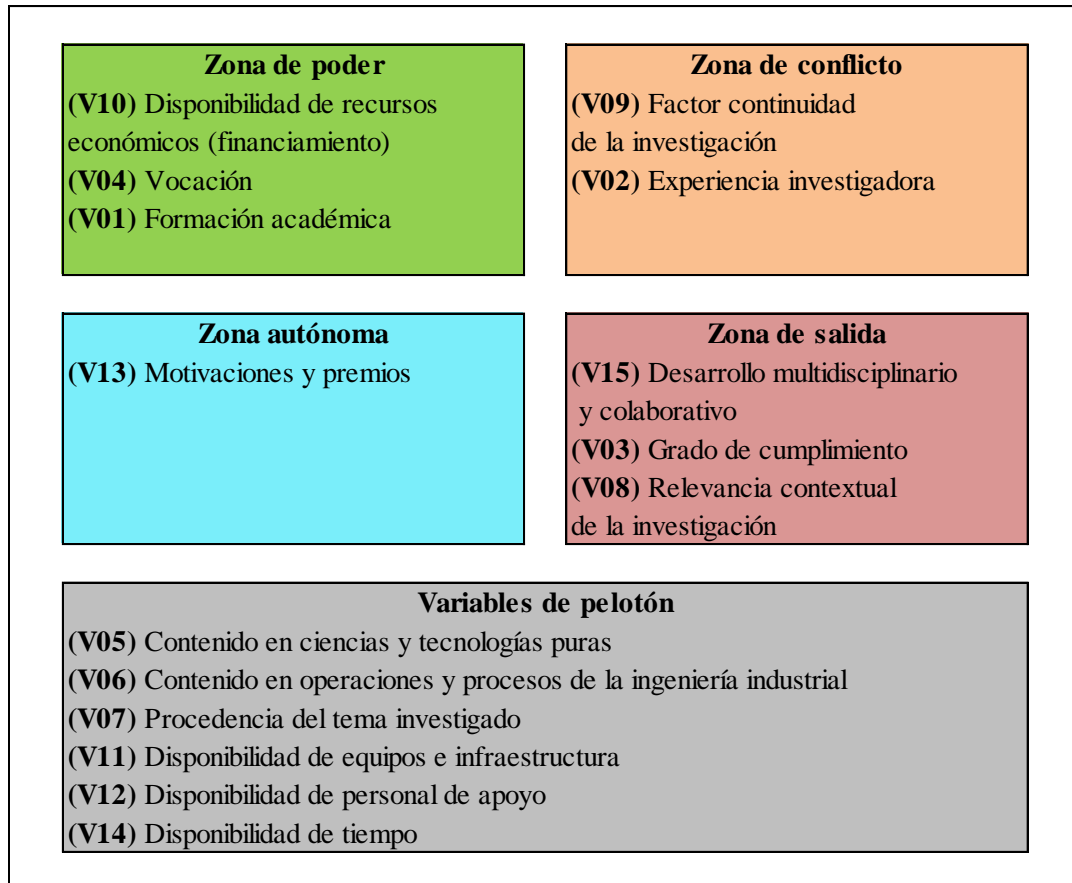 Zona de poder
(V10) Disponibilidad de recursos
económicos (financiamiento)
(V04) Vocación
(V01) Formación académica
Zona de conflicto
(V09) Factor continuidad
de la investigación
(V02) Experiencia investigadora
Zona autónoma
(V13) Motivaciones y premios
Zona de salida
(V15) Desarrollo multidisciplinario
y colaborativo
(V03) Grado de cumplimiento
(V08) Relevancia contextual
de la investigación
Variables de pelotón
(V05) Contenido en ciencias y tecnologías puras
(V06) Contenido en operaciones y procesos de la ingeniería industrial
(V07) Procedencia del tema investigado
(V11) Disponibilidad de equipos e infraestructura
(V12) Disponibilidad de personal de apoyo
(V14) Disponibilidad de tiempo